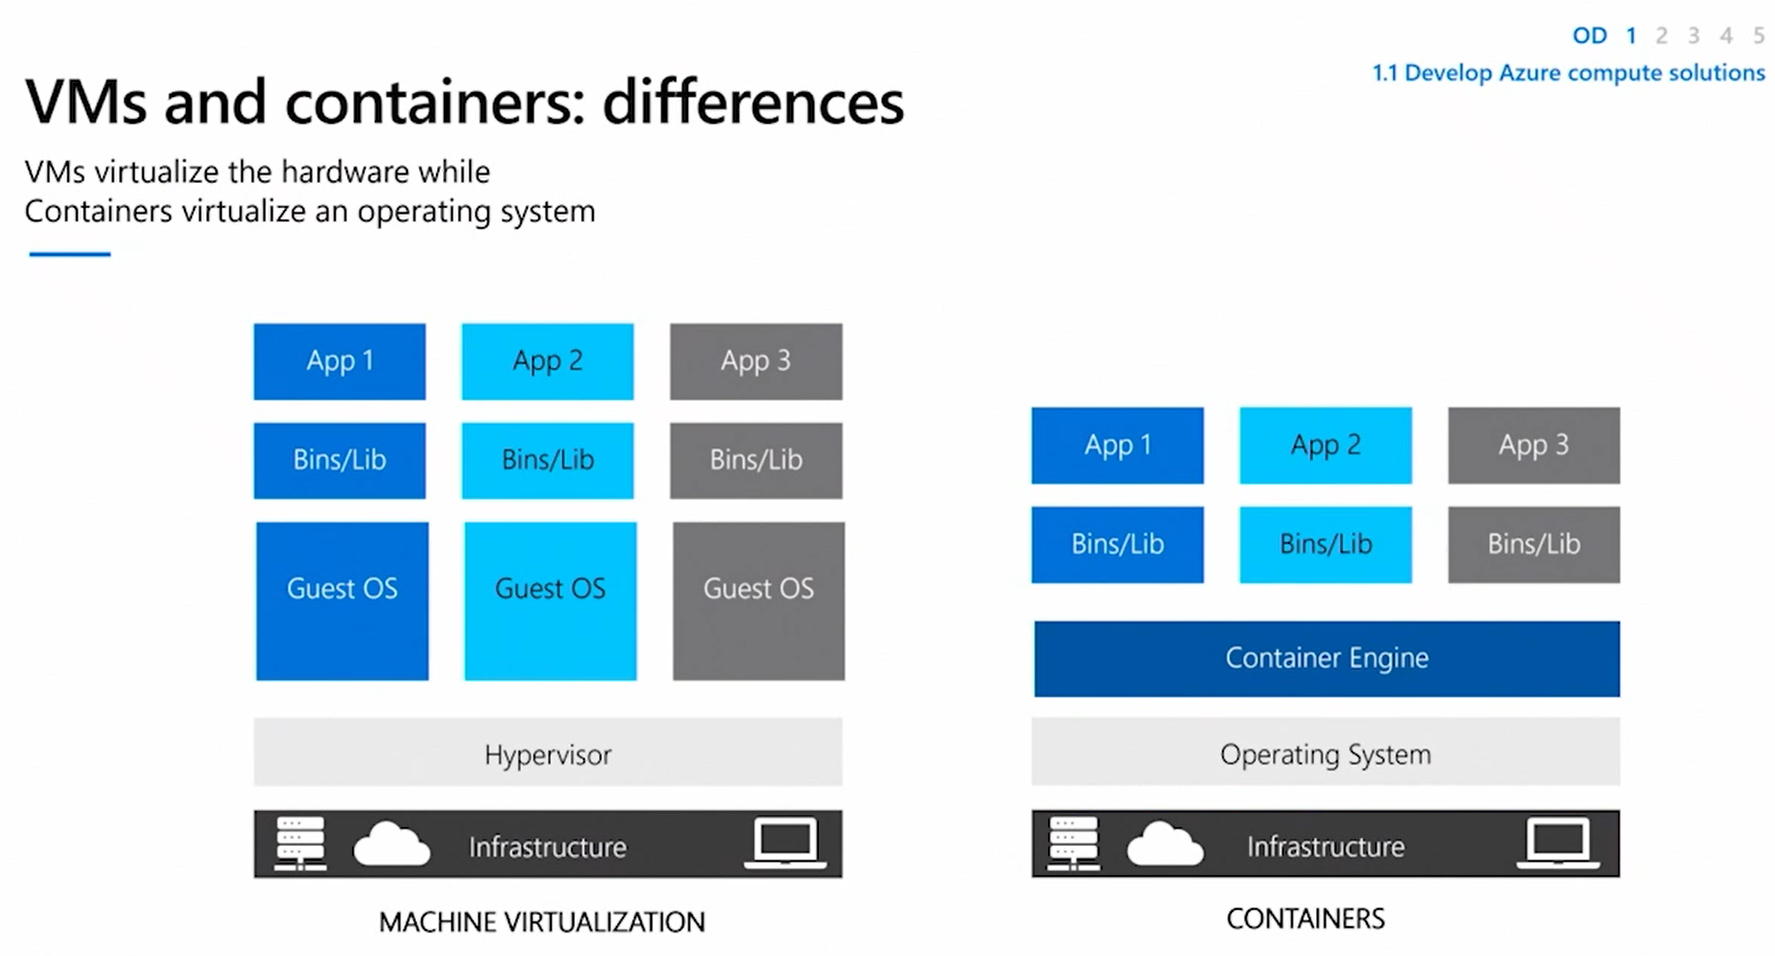 OD 1 2 3 4 5
1.1 Develop Azure compute solutions
VMs and containers: differences
VMs virtualize the hardware while
Containers virtualize an operating system
App 1 App 2 App 3
Bins/Lib Bins/Lib Bins/Lib
Guest OS Guest OS Guest OS
Hypervisor
Infrastructure
MACHINE VIRTUALIZATION
App 1 App 2 App 3
Bins/Lib Bins/Lib Bins/Lib
Container Engine
Operating System
Infrastructure
CONTAINERS